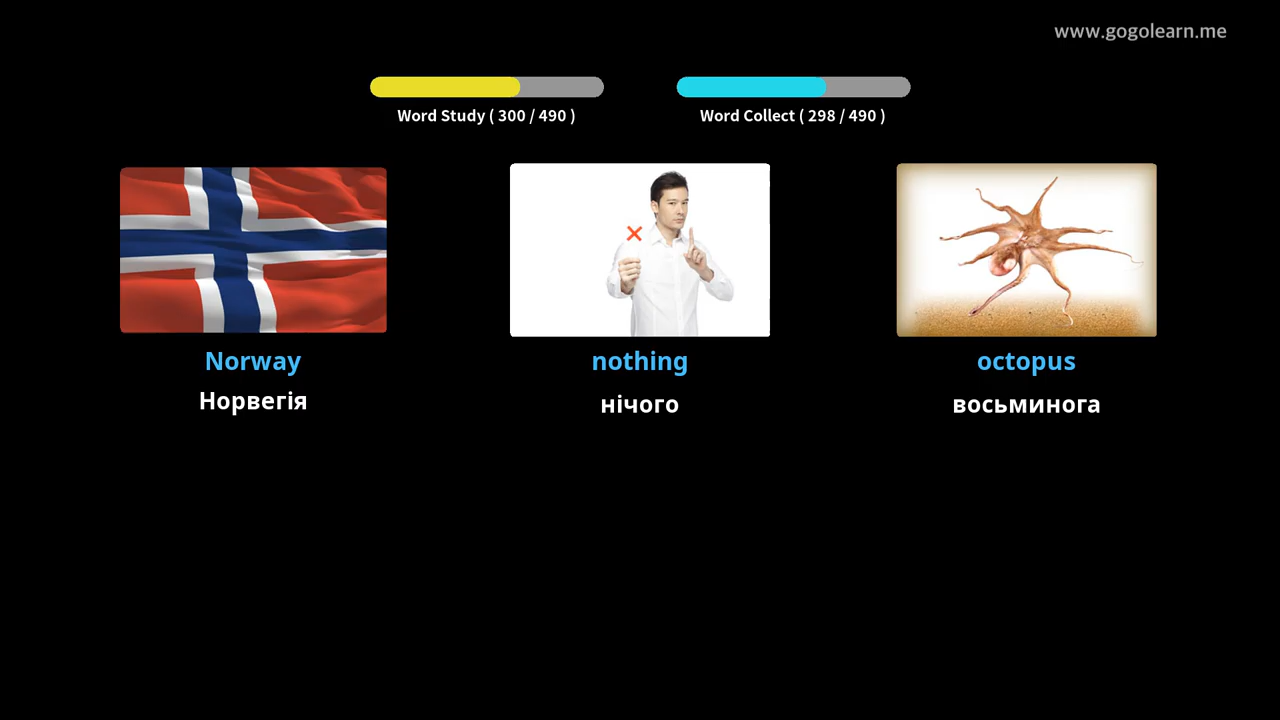 www.gogolearn.me
Word Study ( 300 / 490 )
Word Collect ( 298 / 490 )
Norway
nothing
octopus
Норвегія
нічого
восьминога